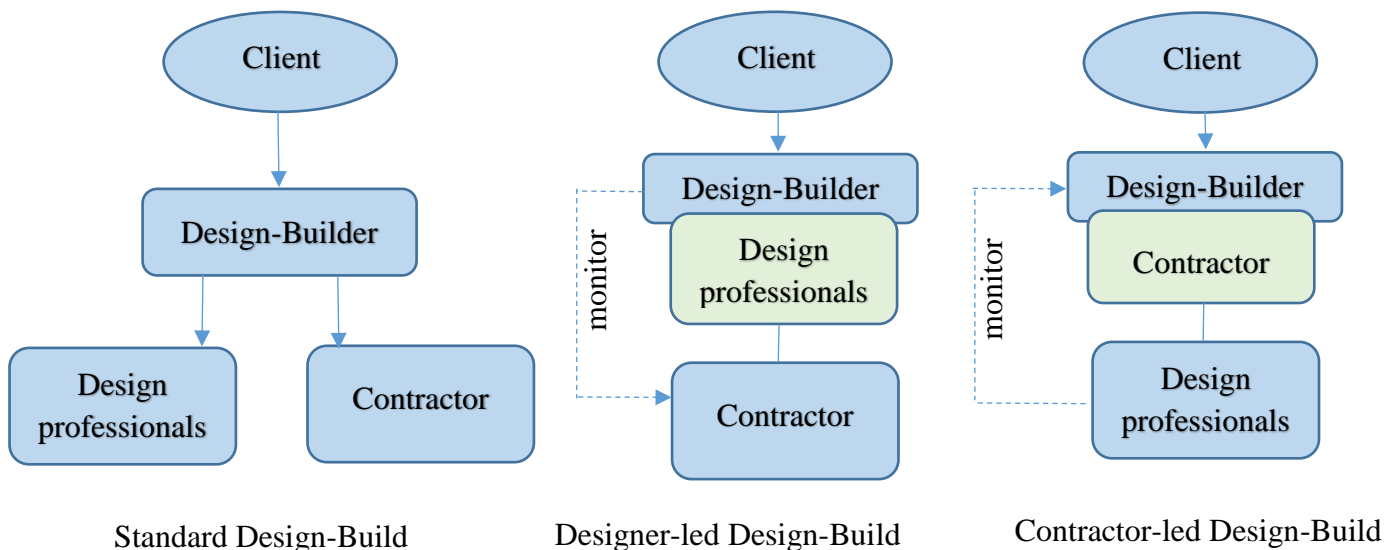 Client
Design-Builder
Design
professionals
Contractor
Standard Design-Build
Client
Design-Builder
Design
professionals
monitor
Contractor
Designer-led Design-Build
Client
Design-Builder
Contractor
monitor
Design
professionals
Contractor-led Design-Build